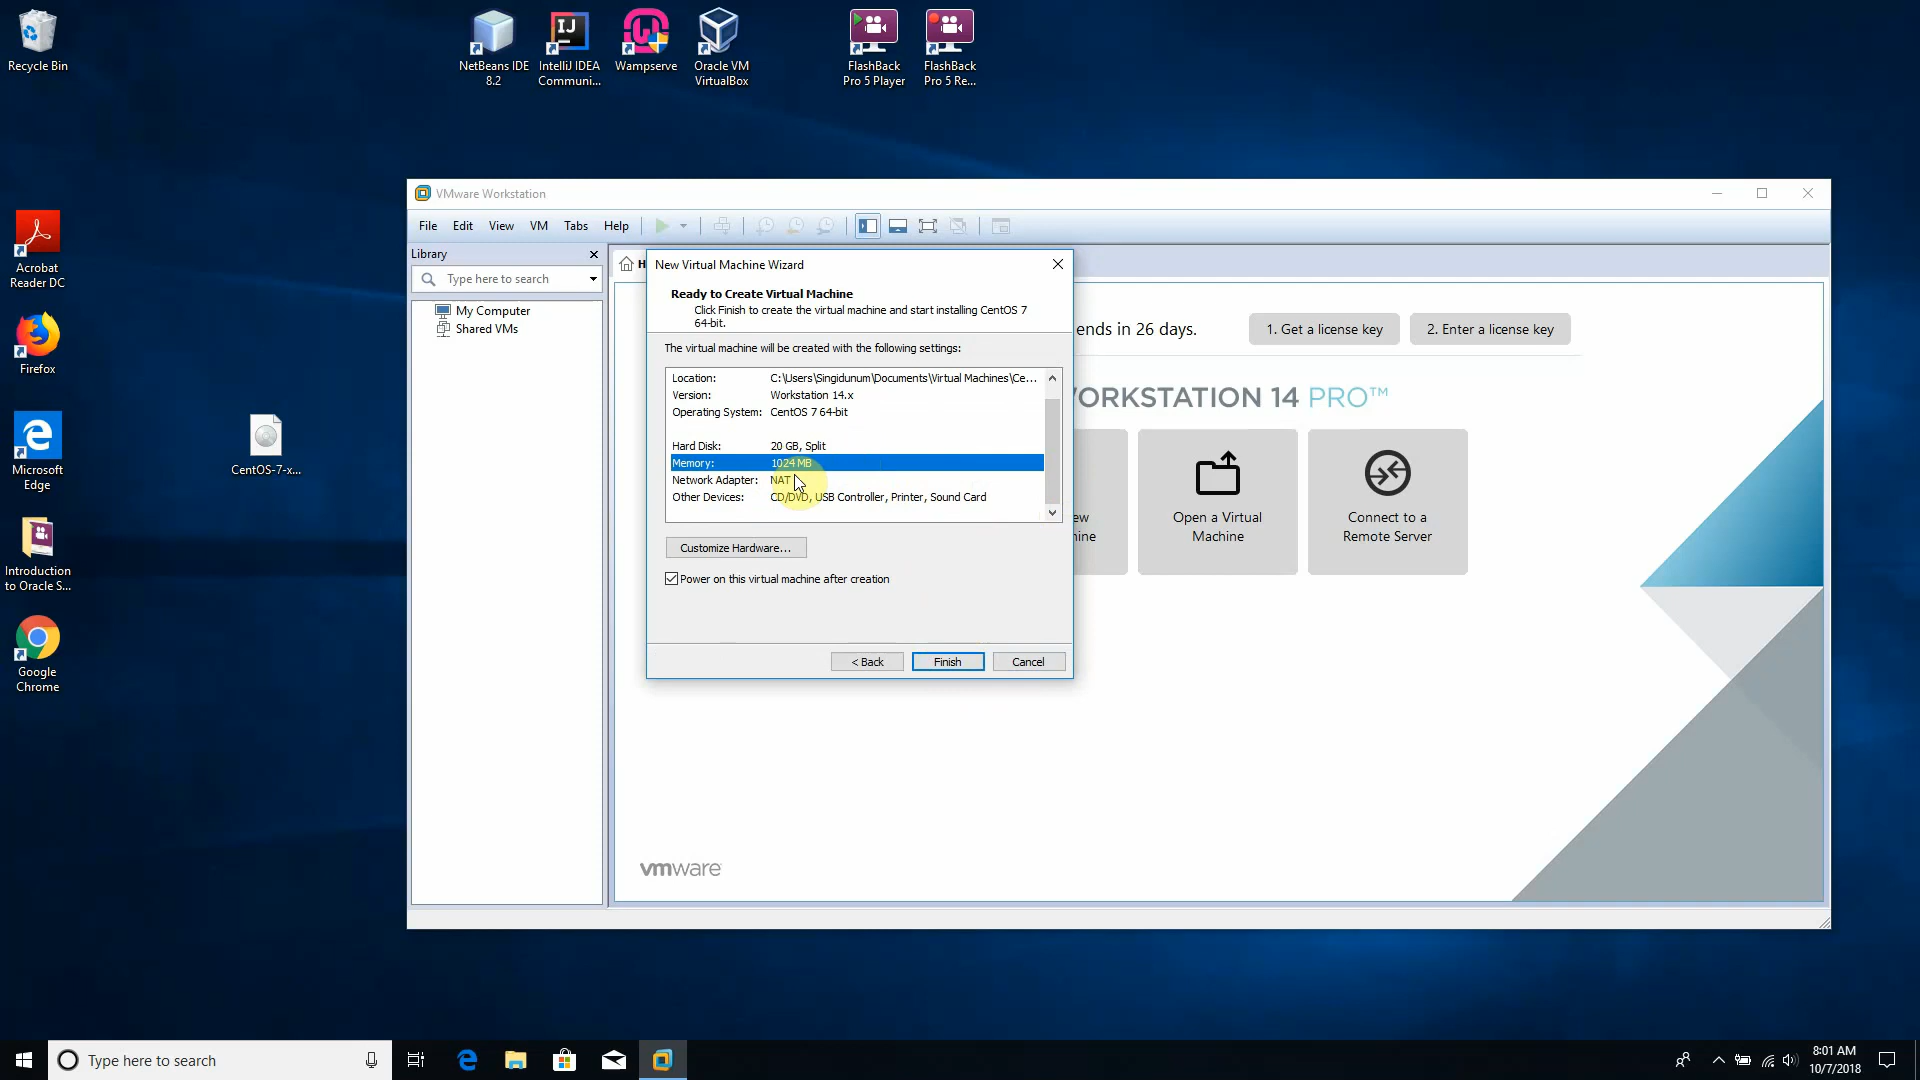 Recycle Bin
NetBeans IDE
8.2
IntelliJ IDEA
Communi...
Wampserve
Oracle VM
VirtualBox
FlashBack
Pro 5 Player
FlashBack
Pro 5 Re...
Acrobat
Reader DC
Firefox
Microsoft
Edge
Introduction
to Oracle S...
Google
Chrome
CentOS-7-x...
VMware Workstation
File Edit View VM Tabs Help
Library
Type here to search
My Computer
Shared VMs
H
New Virtual Machine Wizard
Ready to Create Virtual Machine
Click Finish to create the virtual machine and start installing CentOS 7
64-bit.
The virtual machine will be created with the following settings:
Location: C:\Users\Singidunum\Documents\Virtual Machines\Ce...
Version: Workstation 14.x
Operating System: CentOS 7 64-bit
Hard Disk: 20 GB, Split
Memory: 1024 MB
Network Adapter: NAT
Other Devices: CD/DVD, USB Controller, Printer, Sound Card
Customize Hardware...
Power on this virtual machine after creation
< Back Finish Cancel
ends in 26 days.
1. Get a license key
2. Enter a license key
ORKSTATION 14 PRO™
ew
hine
Open a Virtual
Machine
Connect to a
Remote Server
vmware
Type here to search
8:01 AM
10/7/2018